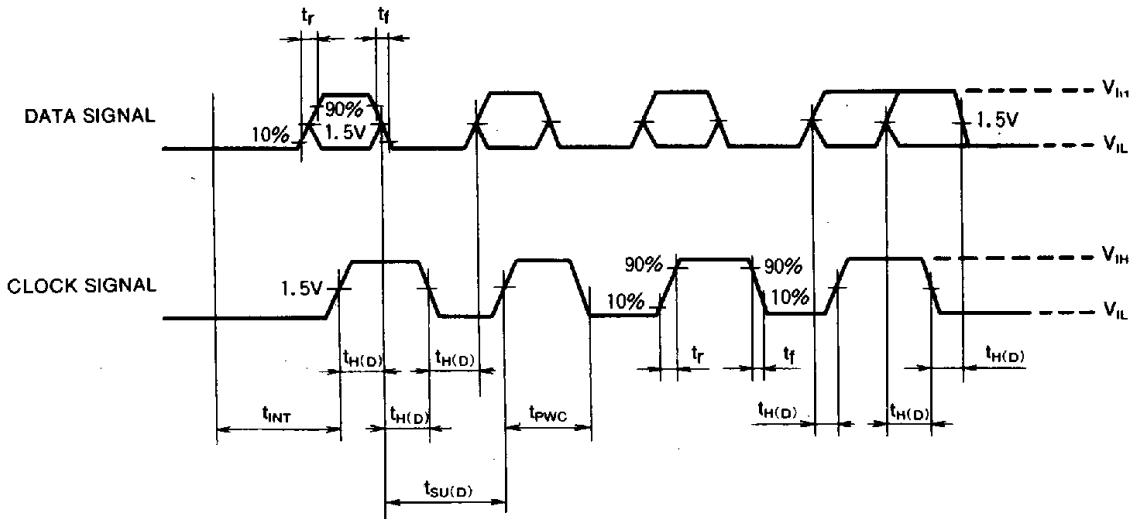 tr tf
DATA SIGNAL
90%
10%
1.5V
VIH
1.5V
VIL
CLOCK SIGNAL
1.5V
90% 90%
10% 10%
VIH
VIL
tH(D) tH(D) tr tf tH(D)
tINT tH(D) tPWC tH(D) tH(D)
tSU(D)